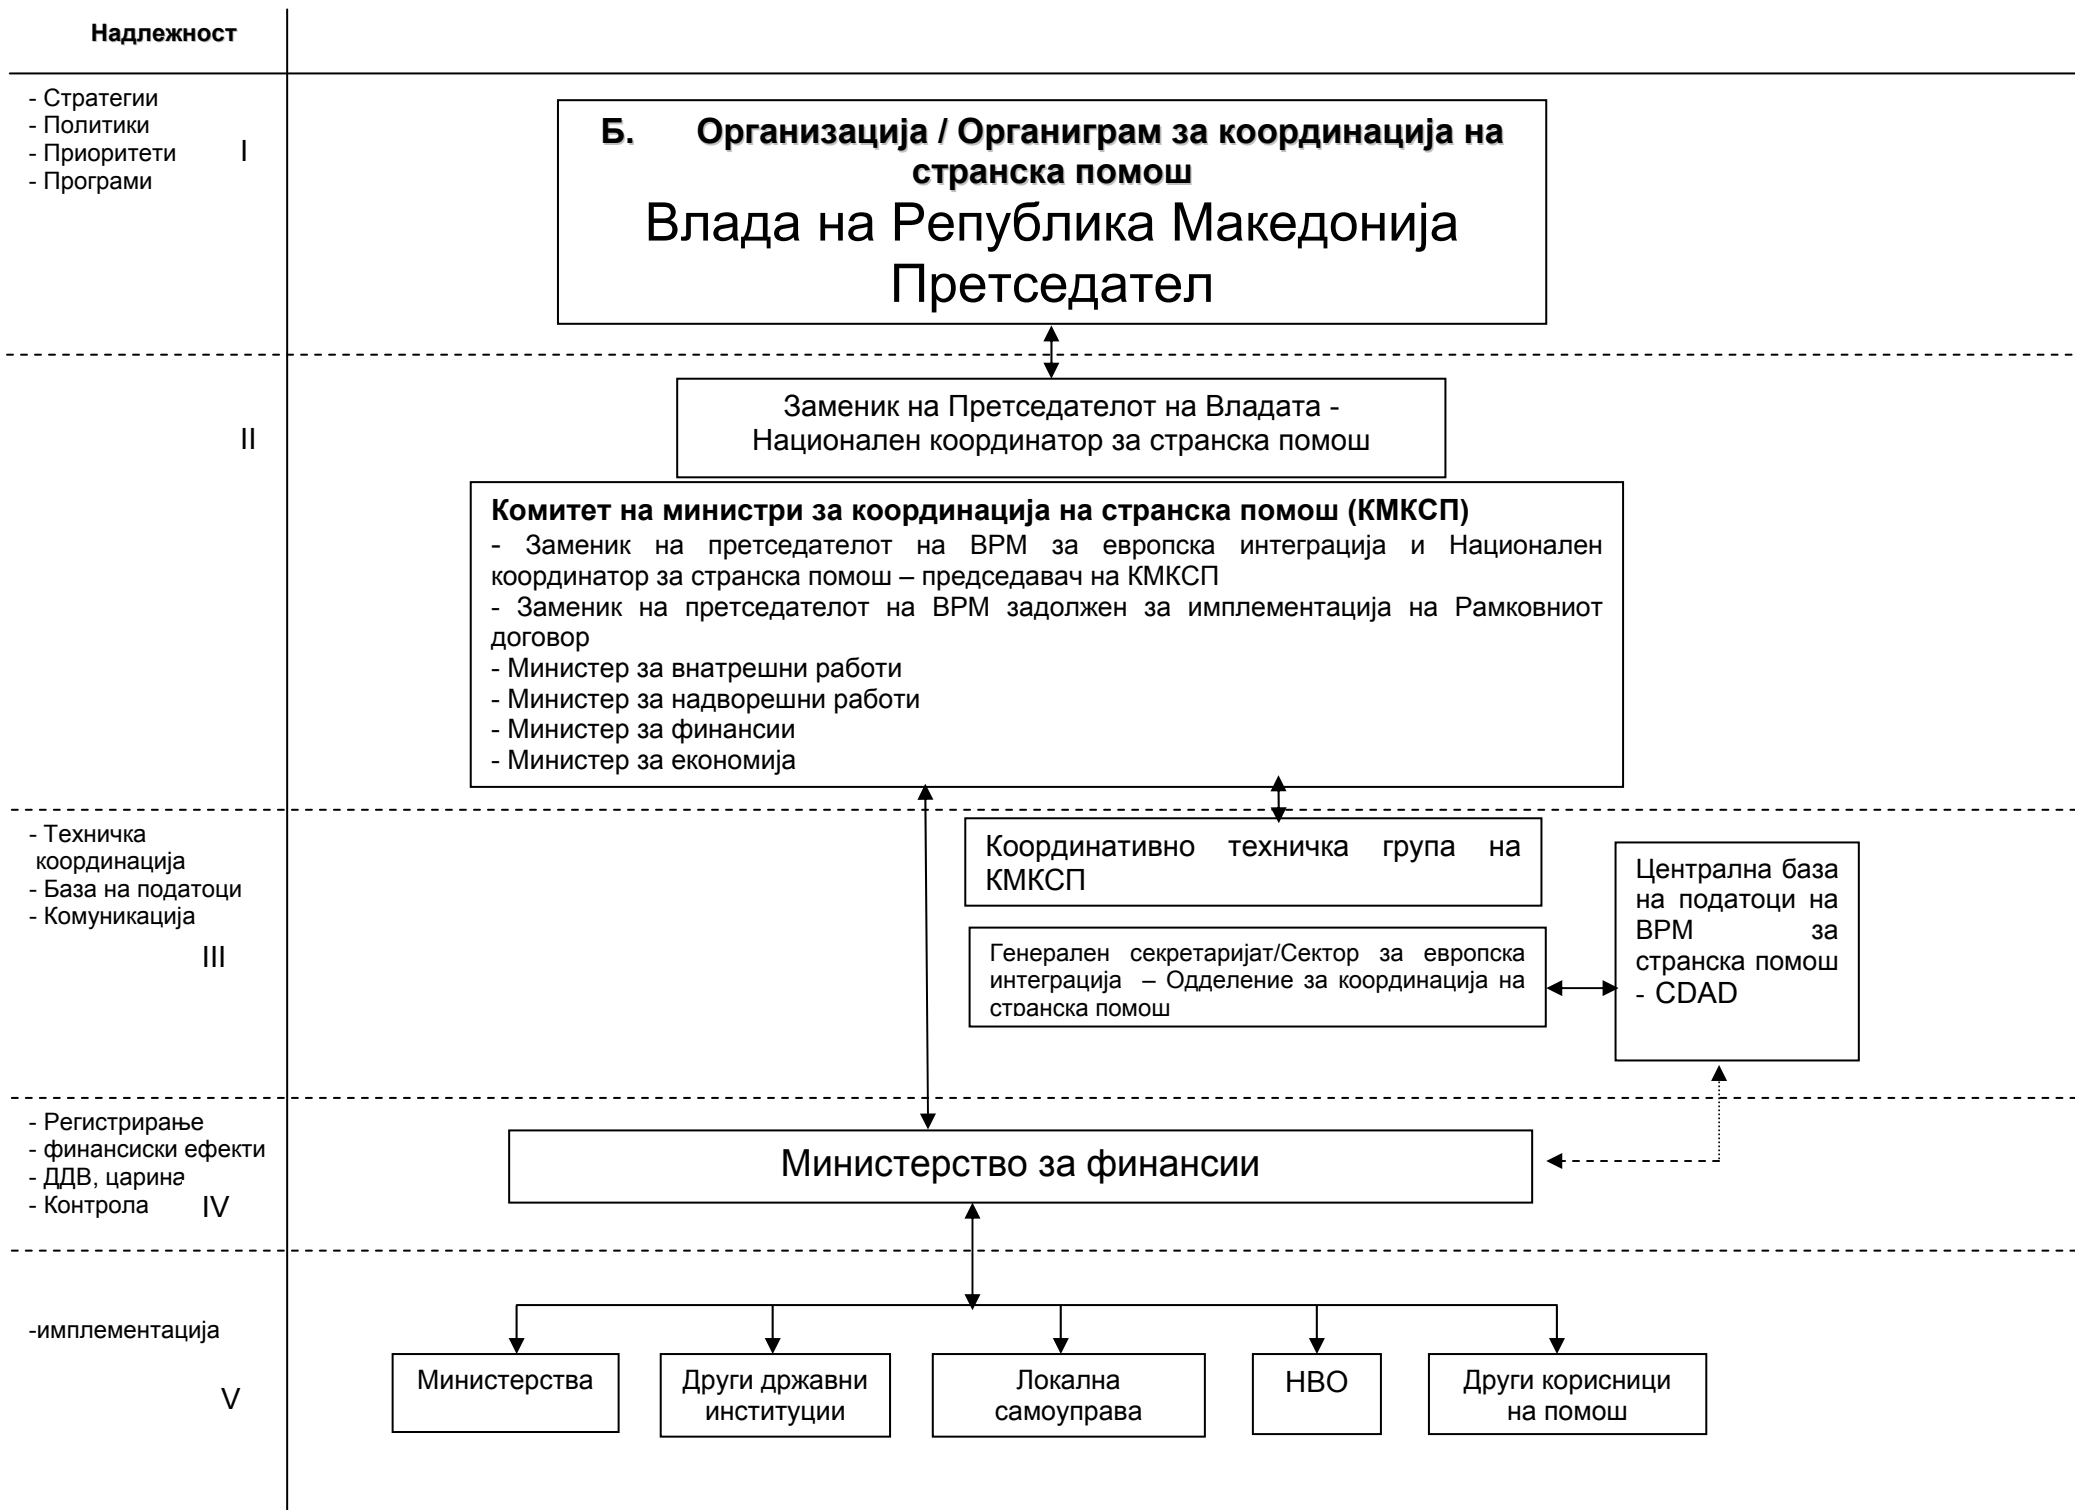 Надлежност
- Стратегии
- Политики
- Приоритети
- Програми
I
Б. Организација / Органиграм за координација на
странска помош
Влада на Република Македонија
Претседател
II
Заменик на Претседателот на Владата -
Национален координатор за странска помош
Комитет на министри за координација на странска помош (КМКСП)
- Заменик на претседателот на ВРМ за европска интеграција и Национален
координатор за странска помош – председавач на КМКСП
- Заменик на претседателот на ВРМ задолжен за имплементација на Рамковниот
договор
- Министер за внатрешни работи
- Министер за надворешни работи
- Министер за финансии
- Министер за економија
- Техничка
координација
- База на податоци
- Комуникација
III
Координативно техничка група на
КМКСП
Генерален секретаријат/Сектор за европска
интеграција – Одделение за координација на
странска помош
Централна база
на податоци на
ВРМ за
странска помош
- CDAD
- Регистрирање
- финансиски ефекти
- ДДВ, царина
- Контрола
IV
Министерство за финансии
-имплементација
V
Министерства
Други државни
институции
Локална
самоуправа
НВО
Други корисници
на помош